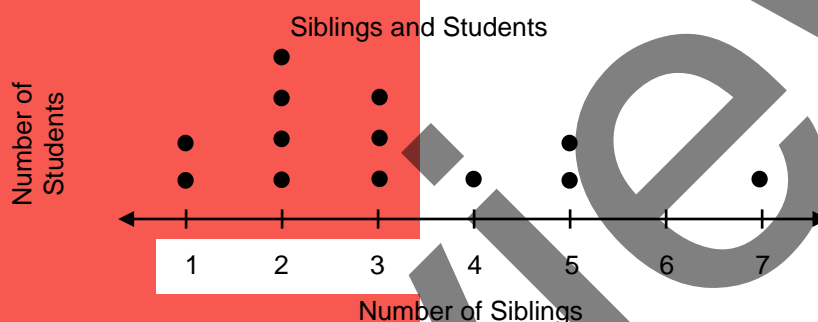 Siblings and Students
Number of
Students
1 2 3 4 5 6 7
Number of Siblings